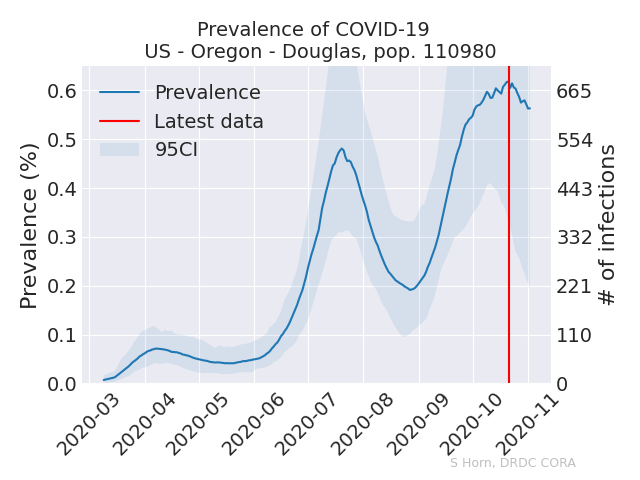 Prevalence of COVID-19
US - Oregon - Douglas, pop. 110980
Prevalence
Latest data
95CI
Prevalence (%)
0.6
0.5
0.4
0.3
0.2
0.1
0.0
665
554
443
332
221
110
0
# of infections
2020-03
2020-04
2020-05
2020-06
2020-07
2020-08
2020-09
2020-10
2020-11
S Horn, DRDC CORA